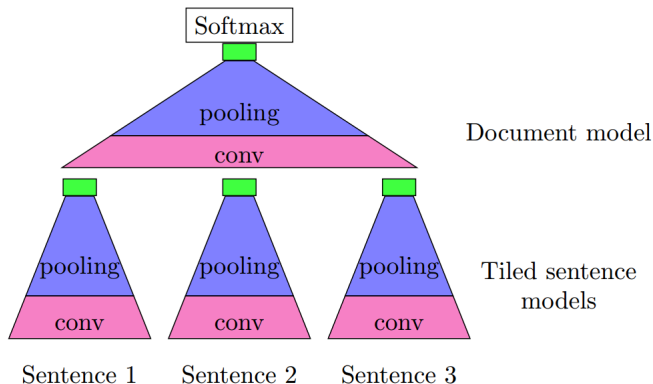 Softmax
pooling
conv
Document model
pooling
pooling
pooling
conv
conv
conv
Tiled sentence
models
Sentence 1
Sentence 2
Sentence 3